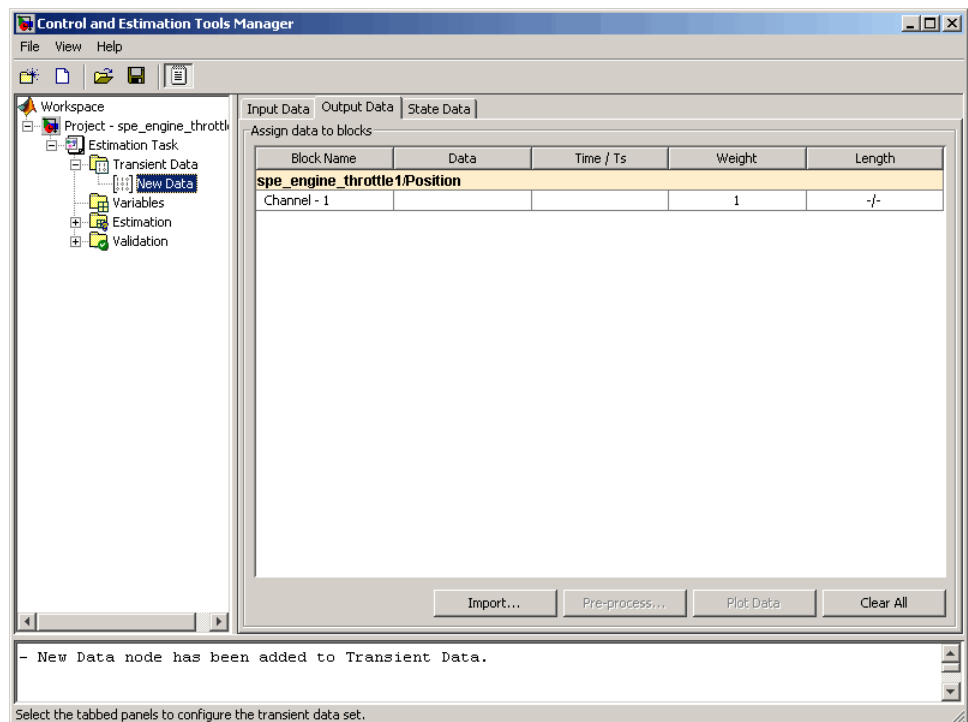 Control and Estimation Tools Manager
File View Help
Workspace
Project - spe_engine_throttl
Estimation Task
Transient Data
New Data
Variables
Estimation
Validation
Input Data Output Data State Data
Assign data to blocks
Block Name Data Time / Ts Weight Length
spe_engine_throttle1/Position
Channel - 1 1 -/-
Import... Pre-process... Plot Data Clear All
- New Data node has been added to Transient Data.
Select the tabbed panels to configure the transient data set.